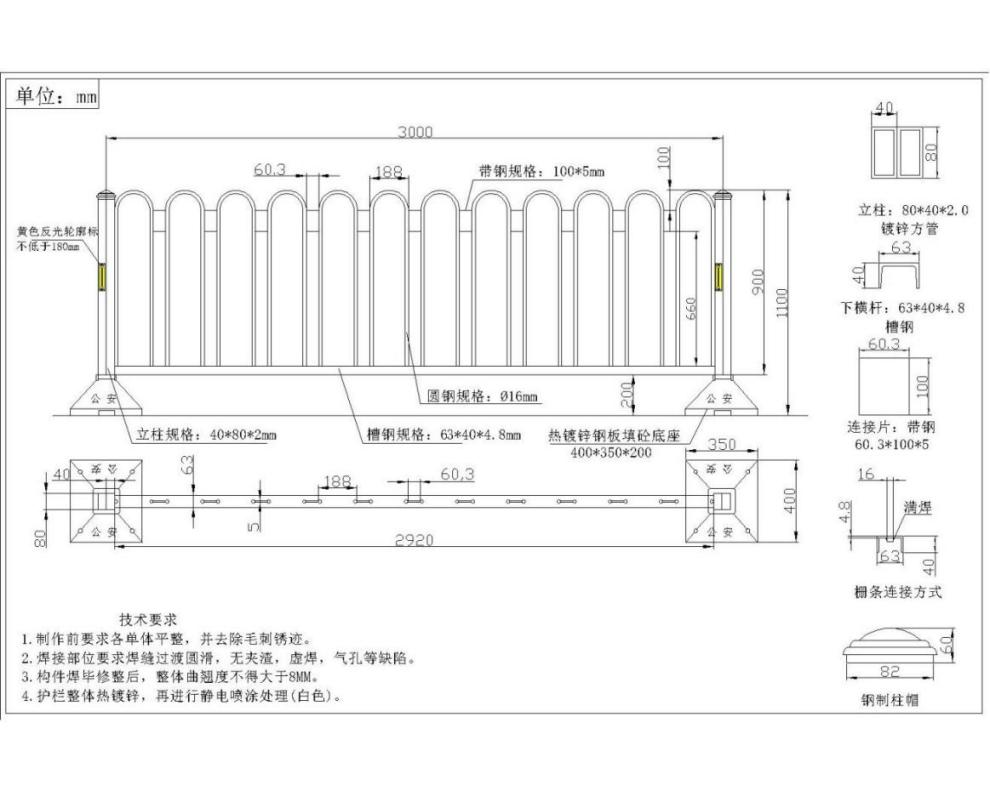 单位：mm
3000
60.3
188
带钢规格：100*5mm
100
黄色反光轮廓标
不低于180mm
660
900
1100
200
公 安
公 安
圆钢规格：Ø16mm
立柱规格：40*80*2mm
槽钢规格：63*40*4.8mm
热镀锌钢板填砼底座
400*350*200
350
400
40
63
188
60,3
80
5
2920
公 安
公 安
公 安
公 安
40
80
立柱：80*40*2.0
镀锌方管
63
40
下横杆：63*40*4.8
槽钢
60.3
100
连接片：带钢
60.3*100*5
16
4.8
满焊
63
40
栅条连接方式
60
82
钢制柱帽
技术要求
1.制作前要求各单体平整，并去除毛刺锈迹。
2.焊接部位要求焊缝过渡圆滑，无夹渣，虚焊，气孔等缺陷。
3.构件焊毕修整后，整体曲翘度不得大于8MM。
4.护栏整体热镀锌，再进行静电喷涂处理(白色)。